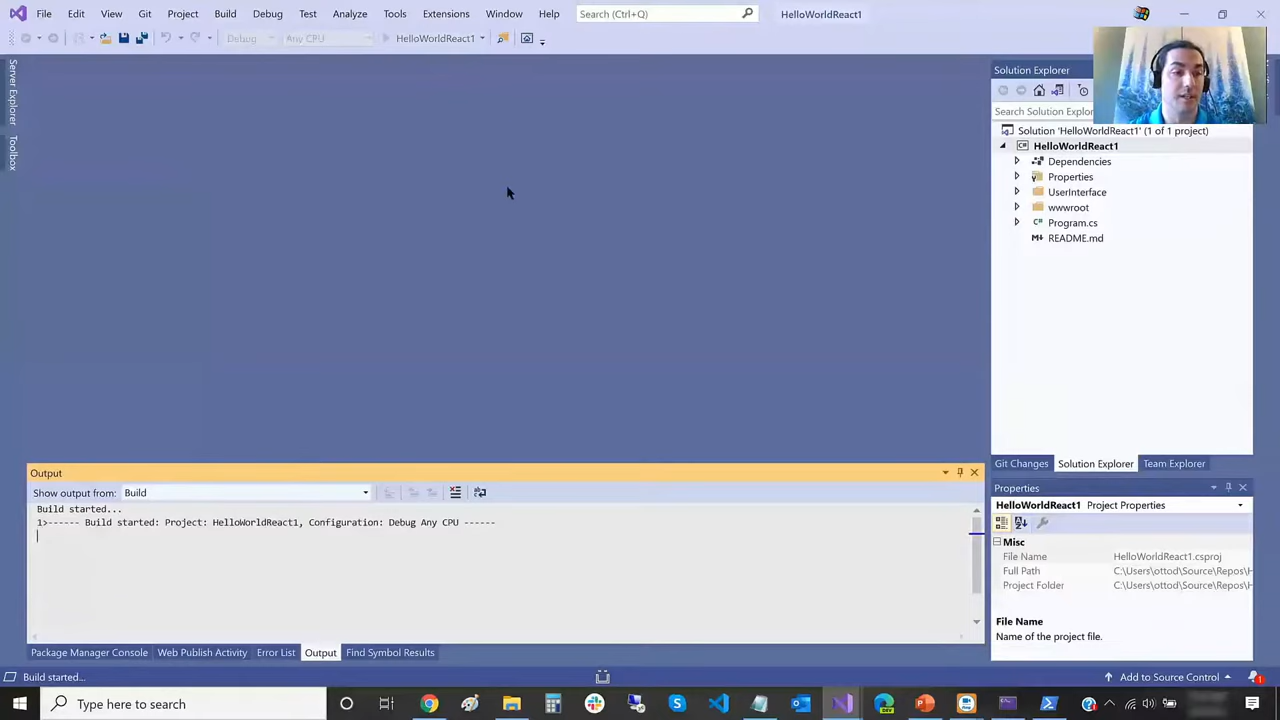 File Edit View Git Project Build Debug Test Analyze Tools Extensions Window Help Search (Ctrl+Q) HelloWorldReact1
Debug Any CPU HelloWorldReact1
Server Explorer
Toolbox
Solution Explorer
Search Solution Explor
Solution 'HelloWorldReact1' (1 of 1 project)
HelloWorldReact1
Dependencies
Properties
UserInterface
wwwroot
C# Program.cs
README.md
Git Changes Solution Explorer Team Explorer
Output
Show output from: Build
Build started...
1>------ Build started: Project: HelloWorldReact1, Configuration: Debug Any CPU ------
Properties
HelloWorldReact1 Project Properties
Misc
File Name HelloWorldReact1.csproj
Full Path C:\Users\ottod\Source\Repos\H
Project Folder C:\Users\ottod\Source\Repos\H
File Name
Name of the project file.
Package Manager Console Web Publish Activity Error List Output Find Symbol Results
Build started... Add to Source Control 1
Type here to search